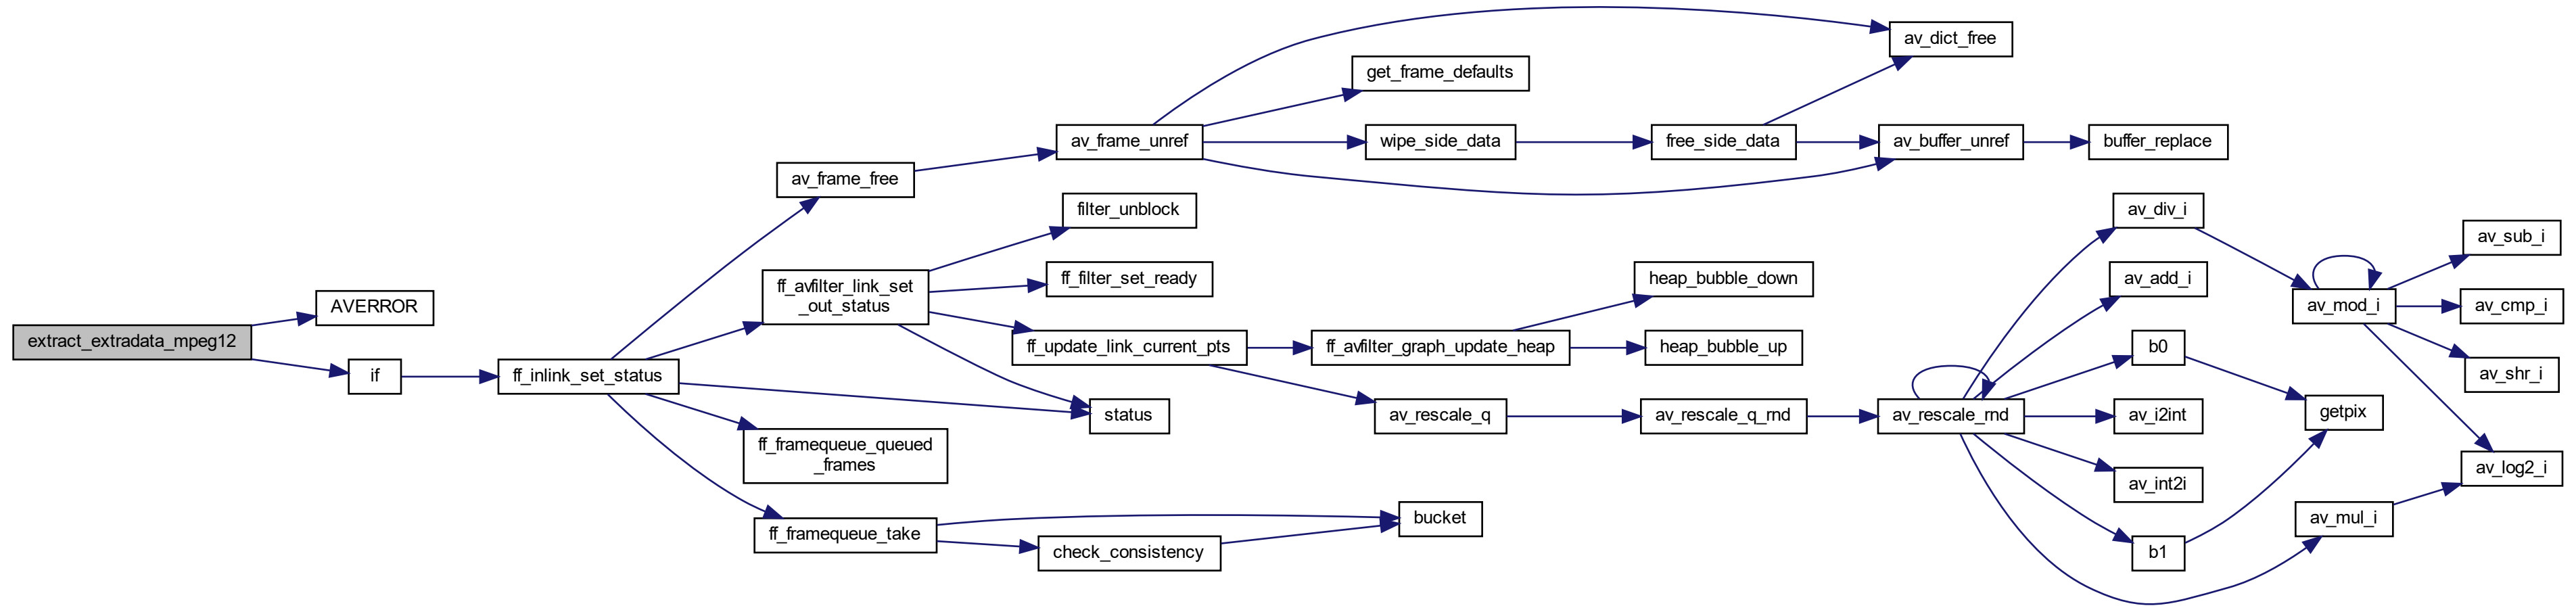 extract_extradata_mpeg12
AVERROR
if
ff_inlink_set_status
av_frame_free
ff_avfilter_link_set
_out_status
ff_framequeue_queued
_frames
ff_framequeue_take
av_frame_unref
filter_unblock
ff_filter_set_ready
ff_update_link_current_pts
status
check_consistency
bucket
get_frame_defaults
wipe_side_data
ff_avfilter_graph_update_heap
av_rescale_q
free_side_data
heap_bubble_down
heap_bubble_up
av_rescale_q_rnd
av_dict_free
av_buffer_unref
av_rescale_rnd
buffer_replace
av_div_i
av_add_i
b0
av_i2int
av_int2i
b1
av_mod_i
getpix
av_mul_i
av_sub_i
av_cmp_i
av_shr_i
av_log2_i